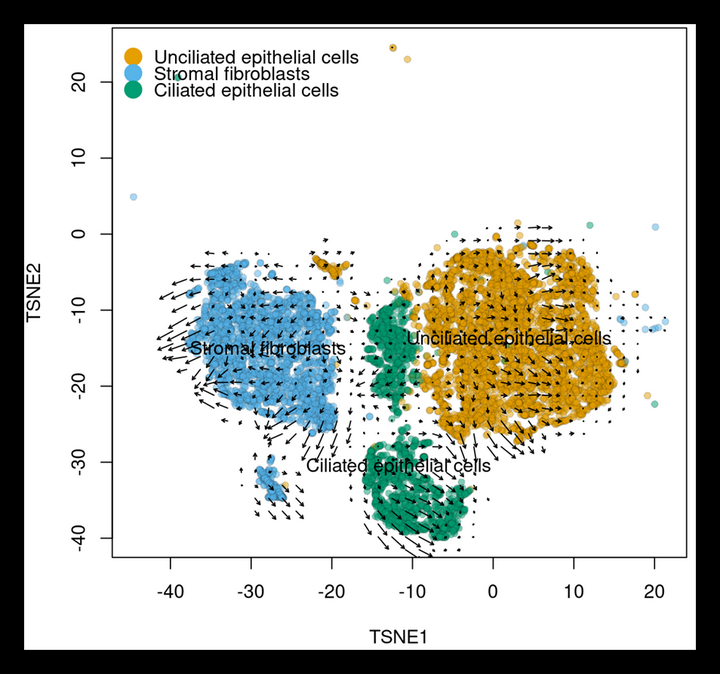 Unciliated epithelial cells
Stromal fibroblasts
Ciliated epithelial cells
20
10
0
-10
-20
-30
-40
TSNE2
Unciliated epithelial cells
Stromal fibroblasts
Ciliated epithelial cells
-40 -30 -20 -10 0 10 20
TSNE1